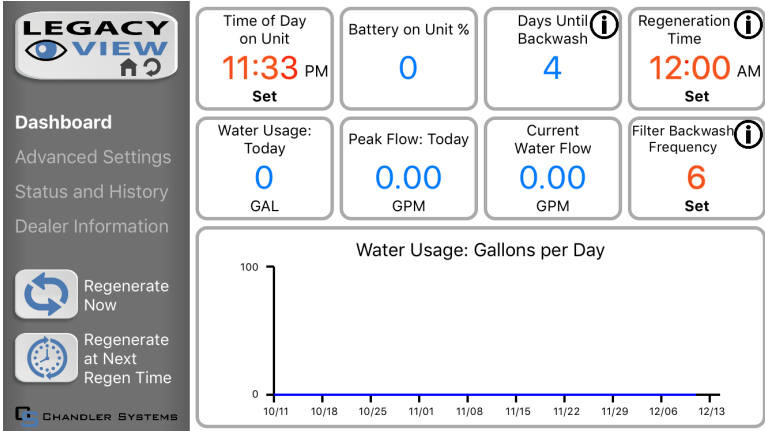 LEGACY
VIEW
Dashboard
Advanced Settings
Status and History
Dealer Information
Regenerate
Now
Regenerate
at Next
Regen Time
CHANDLER SYSTEMS
Time of Day
on Unit
11:33 PM
Set
Battery on Unit %
0
Days Until
Backwash
4
Regeneration
Time
12:00 AM
Set
Water Usage:
Today
0
GAL
Peak Flow: Today
0.00
GPM
Current
Water Flow
0.00
GPM
Filter Backwash
Frequency
6
Set
Water Usage: Gallons per Day
100
0
10/11 10/18 10/25 11/01 11/08 11/15 11/22 11/29 12/06 12/13